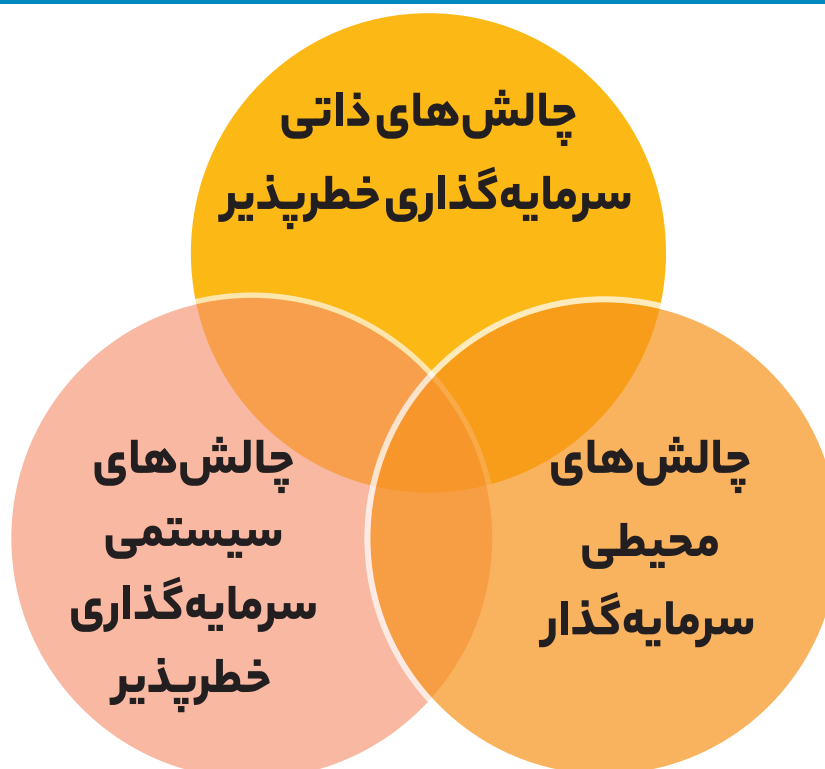 چالش‌های ذاتی
سرمایه‌گذاری خطرپذیر
چالش‌های
محیطی
سرمایه‌گذار
چالش‌های
سیستمی
سرمایه‌گذاری
خطرپذیر